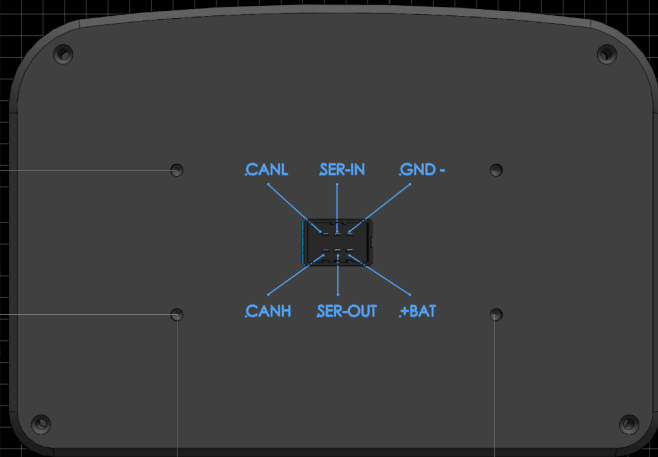 .CANL .SER-IN .GND -
.CANH .SER-OUT .+BAT